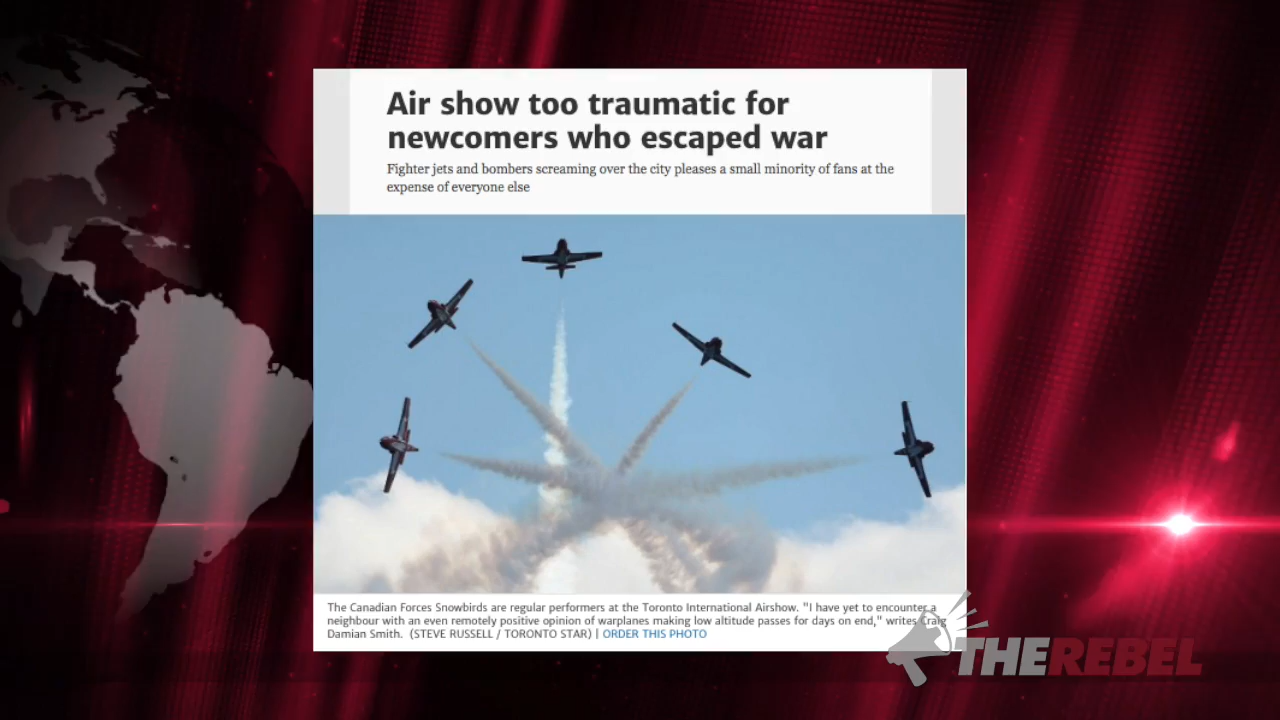 Air show too traumatic for
newcomers who escaped war
Fighter jets and bombers screaming over the city pleases a small minority of fans at the
expense of everyone else
The Canadian Forces Snowbirds are regular performers at the Toronto International Airshow. "I have yet to encounter a
neighbour with an even remotely positive opinion of warplanes making low altitude passes for days on end," writes Craig
Damian Smith. (STEVE RUSSELL / TORONTO STAR) | ORDER THIS PHOTO
THEREBEL